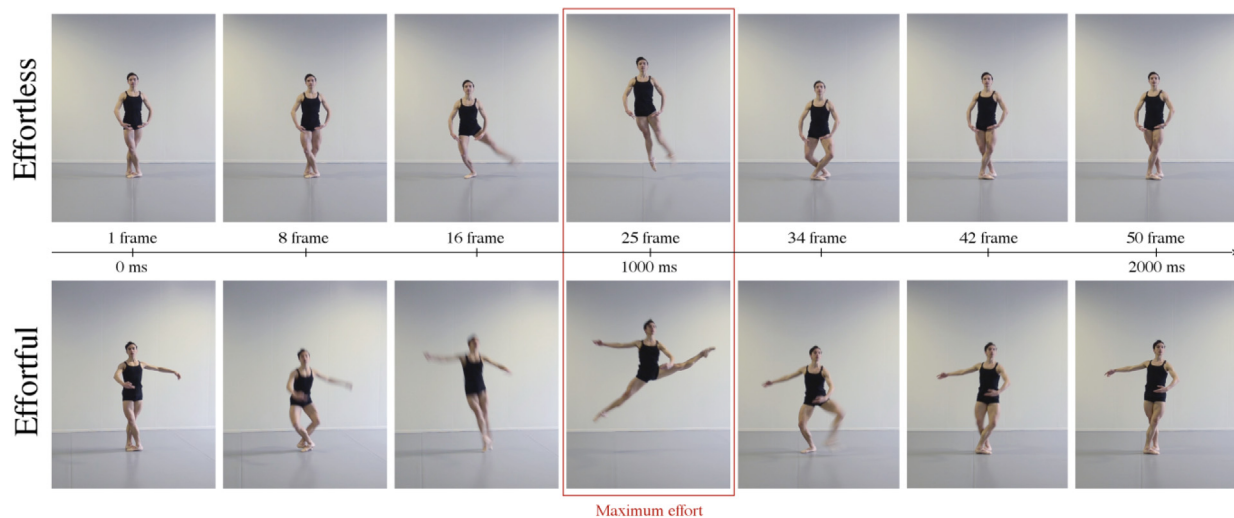 Effortless
1 frame 8 frame 16 frame 25 frame 34 frame 42 frame 50 frame
0 ms 1000 ms 2000 ms
Effortful
Maximum effort